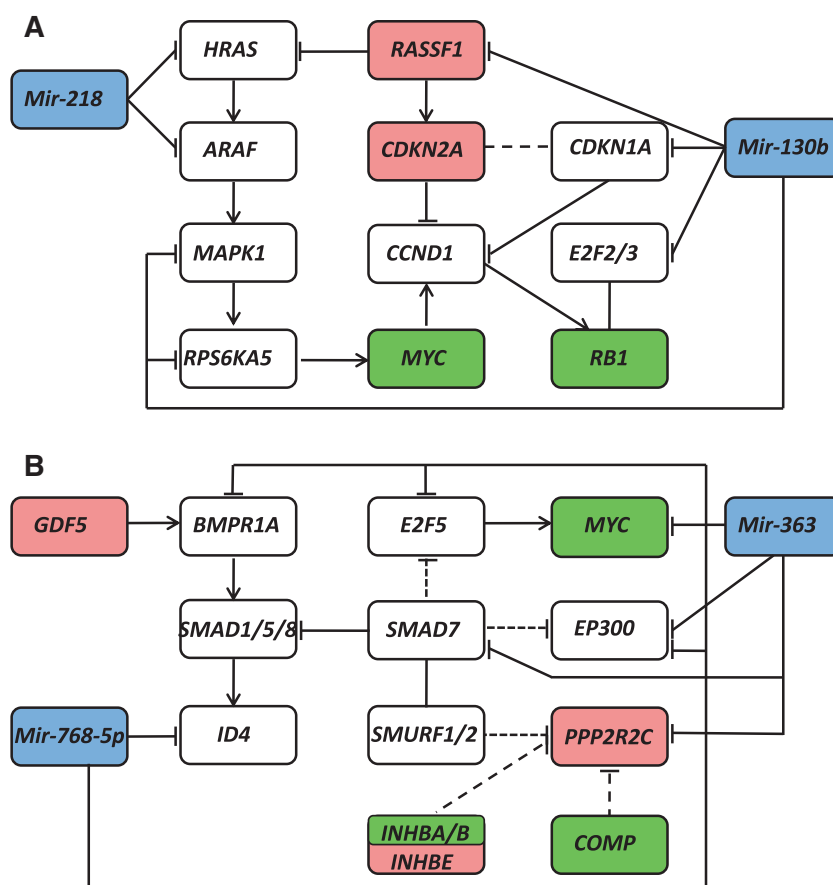 A
HRAS
RASSF1
Mir-218
ARAF
CDKN2A
CDKN1A
Mir-130b
MAPK1
CCND1
E2F2/3
RPS6KA5
MYC
RB1
B
GDF5
BMPR1A
E2F5
MYC
Mir-363
SMAD1/5/8
SMAD7
EP300
Mir-768-5p
ID4
SMURF1/2
PPP2R2C
INHBA/B
INHBE
COMP